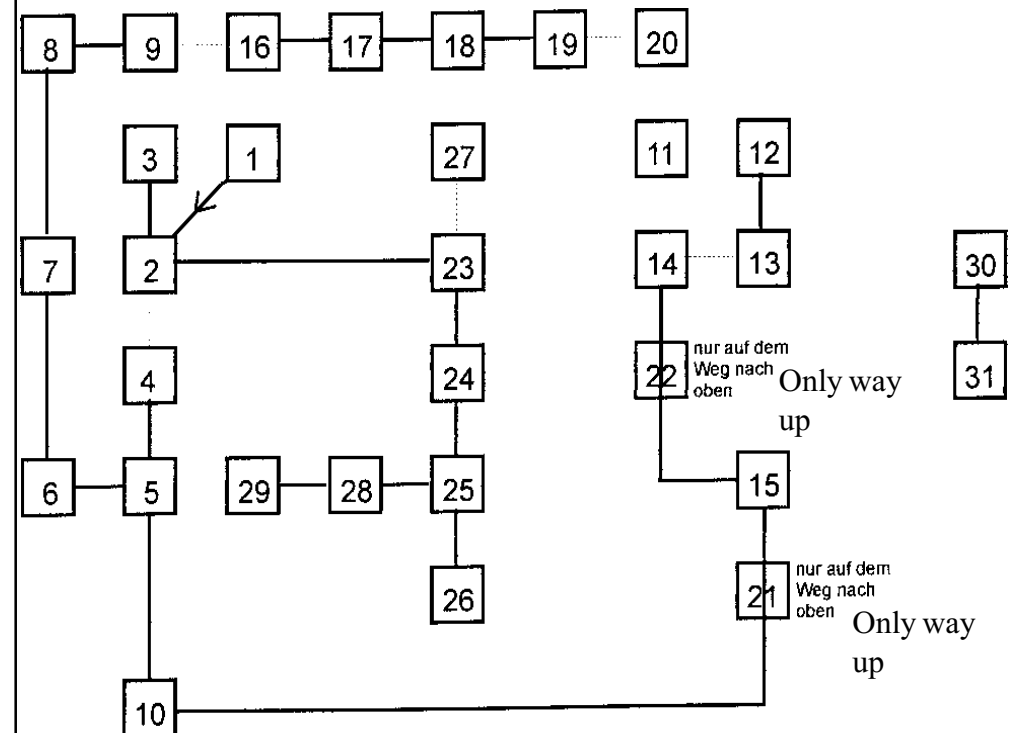 8 9 16 17 18 19 20
3 1 27 11 12
7 2 23 14 13 30
4 24 22 nur auf dem
Weg nach
oben
Only way
up
31
6 5 29 28 25 15
26 21 nur auf dem
Weg nach
oben
Only way
up
10